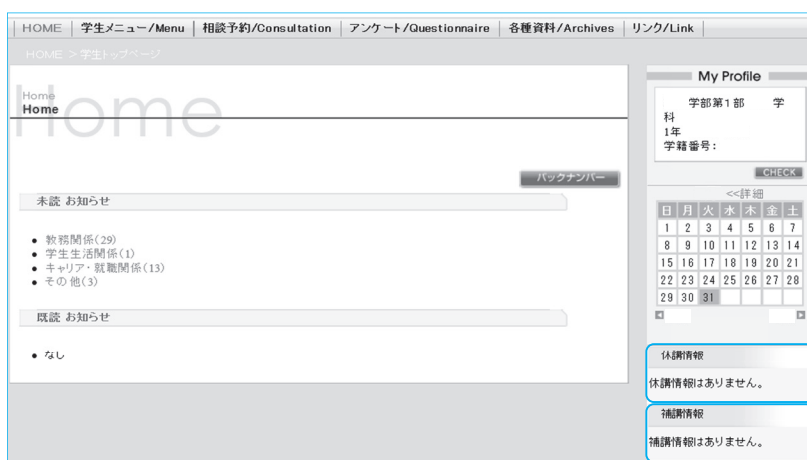 HOME 学生メニュー/Menu 相談予約/Consultation アンケート/Questionnaire 各種資料/Archives リンク/Link
HOME >学生トップページ
Home
Home
Home
バックナンバー
未読 お知らせ
教務関係(29)
学生生活関係(1)
キャリア・就職関係(13)
その他(3)
既読 お知らせ
なし
My Profile
学部第1部 学
科
1年
学籍番号:
CHECK
<<詳細
日 月 火 水 木 金 土
1 2 3 4 5 6 7
8 9 10 11 12 13 14
15 16 17 18 19 20 21
22 23 24 25 26 27 28
29 30 31
休講情報
休講情報はありません。
補講情報
補講情報はありません。